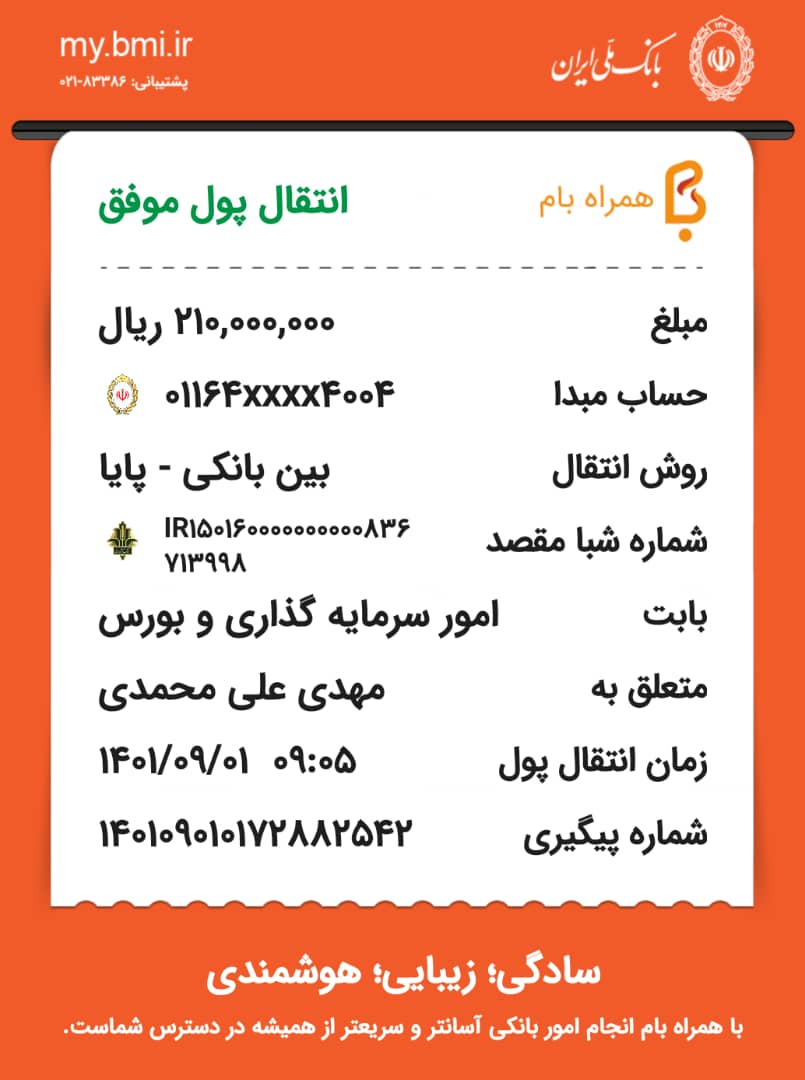 my.bmi.ir
پشتیبانی: ۸۳۳۸۶-۰۲۱
بانک ملی ایران
همراه بام
انتقال پول موفق
مبلغ ۲۱۰,۰۰۰,۰۰۰ ریال
حساب مبدا ۰۱۱۶۴xxxx۴۰۰۴
روش انتقال بین بانکی - پایا
شماره شبا مقصد IR۱۵۰۱۶۰۰۰۰۰۰۰۰۰۰۰۸۳۶
۷۱۳۹۹۸
بابت امور سرمایه گذاری و بورس
متعلق به مهدی علی محمدی
زمان انتقال پول ۱۴۰۱/۰۹/۰۱ ۰۹:۰۵
شماره پیگیری ۱۴۰۱۰۹۰۱۰۱۷۲۸۸۲۵۴۲
سادگی؛ زیبایی؛ هوشمندی
با همراه بام انجام امور بانکی آسانتر و سریعتر از همیشه در دسترس شماست.